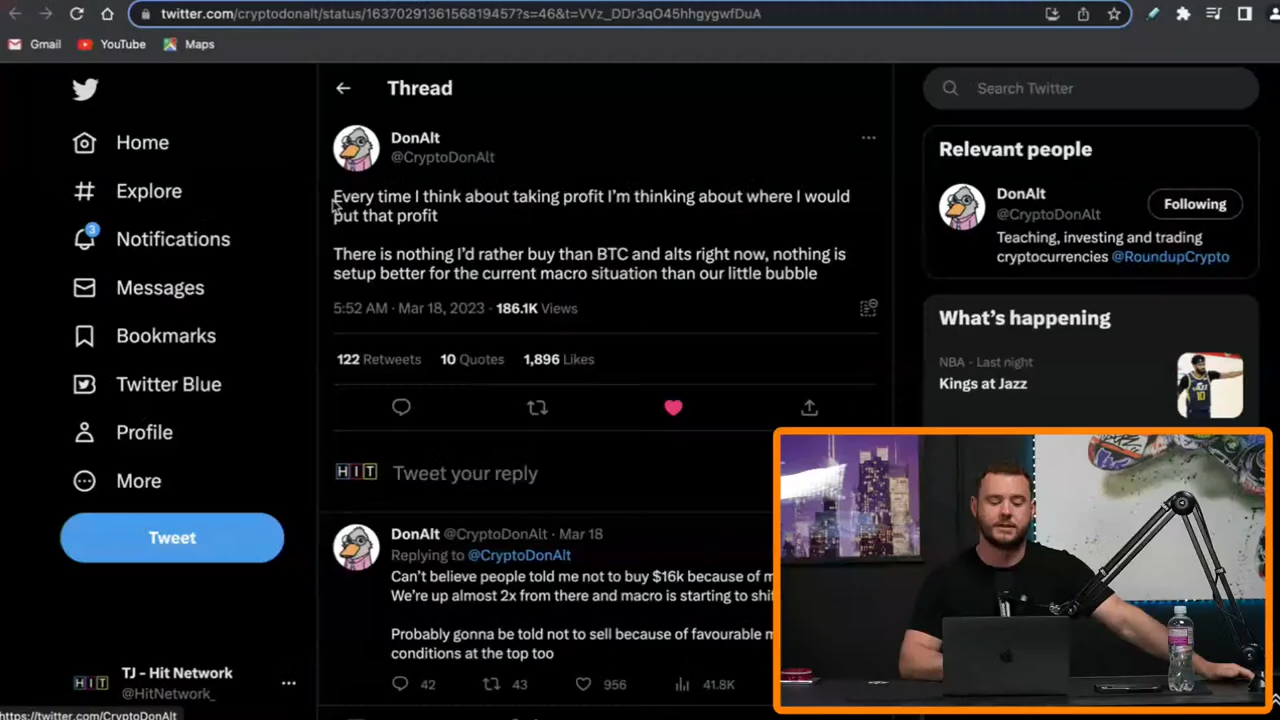 twitter.com/cryptodonalt/status/1637029136156819457?s=46&t=VVz_DDr3qO45hhgygwfDuA
Gmail
YouTube
Maps
Home
Explore
3
Notifications
Messages
Bookmarks
Twitter Blue
Profile
More
Tweet
TJ - Hit Network
@HitNetwork_
https://twitter.com/CryptoDonAlt
Thread
DonAlt
@CryptoDonAlt
Every time I think about taking profit I'm thinking about where I would
put that profit
There is nothing I'd rather buy than BTC and alts right now, nothing is
setup better for the current macro situation than our little bubble
5:52 AM · Mar 18, 2023 · 186.1K Views
122 Retweets 10 Quotes 1,896 Likes
HIT
Tweet your reply
DonAlt @CryptoDonAlt · Mar 18
Replying to @CryptoDonAlt
Can't believe people told me not to buy $16k because of
We're up almost 2x from there and macro is starting to
Probably gonna be told not to sell because of favourable
conditions at the top too
42
43
956
41.8K
Search Twitter
Relevant people
DonAlt
@CryptoDonAlt
Following
Teaching, investing and trading
cryptocurrencies @RoundupCrypto
What's happening
NBA · Last night
Kings at Jazz
HIT